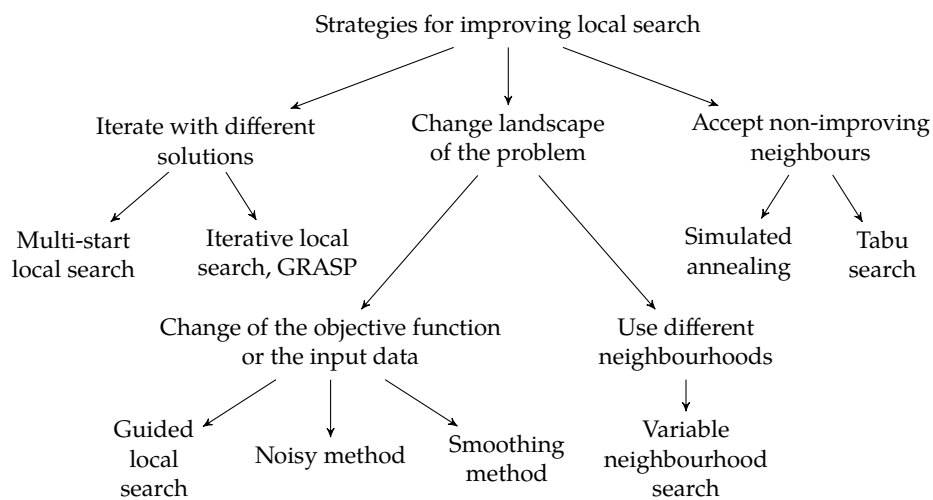 Strategies for improving local search
Iterate with different
solutions
Change landscape
of the problem
Accept non-improving
neighbours
Multi-start
local search
Iterative local
search, GRASP
Simulated
annealing
Tabu
search
Change of the objective function
or the input data
Use different
neighbourhoods
Guided
local
search
Noisy method
Smoothing
method
Variable
neighbourhood
search